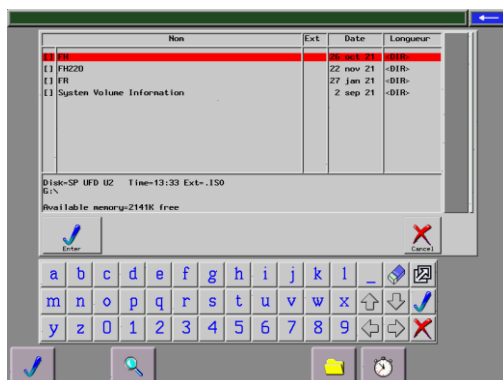 Nom Ext Date Longueur
[] FH 26 oct 21 <DIR>
[] FH220 22 nov 21 <DIR>
[] FR 27 jan 21 <DIR>
[] System Volume Information 2 sep 21 <DIR>
Disk=SP UFD U2 Time=13:33 Ext=.ISO
G:\
Available memory=2141K free
Enter Cancel
a b c d e f g h i j k l _
m n o p q r s t u v w x
y z 0 1 2 3 4 5 6 7 8 9